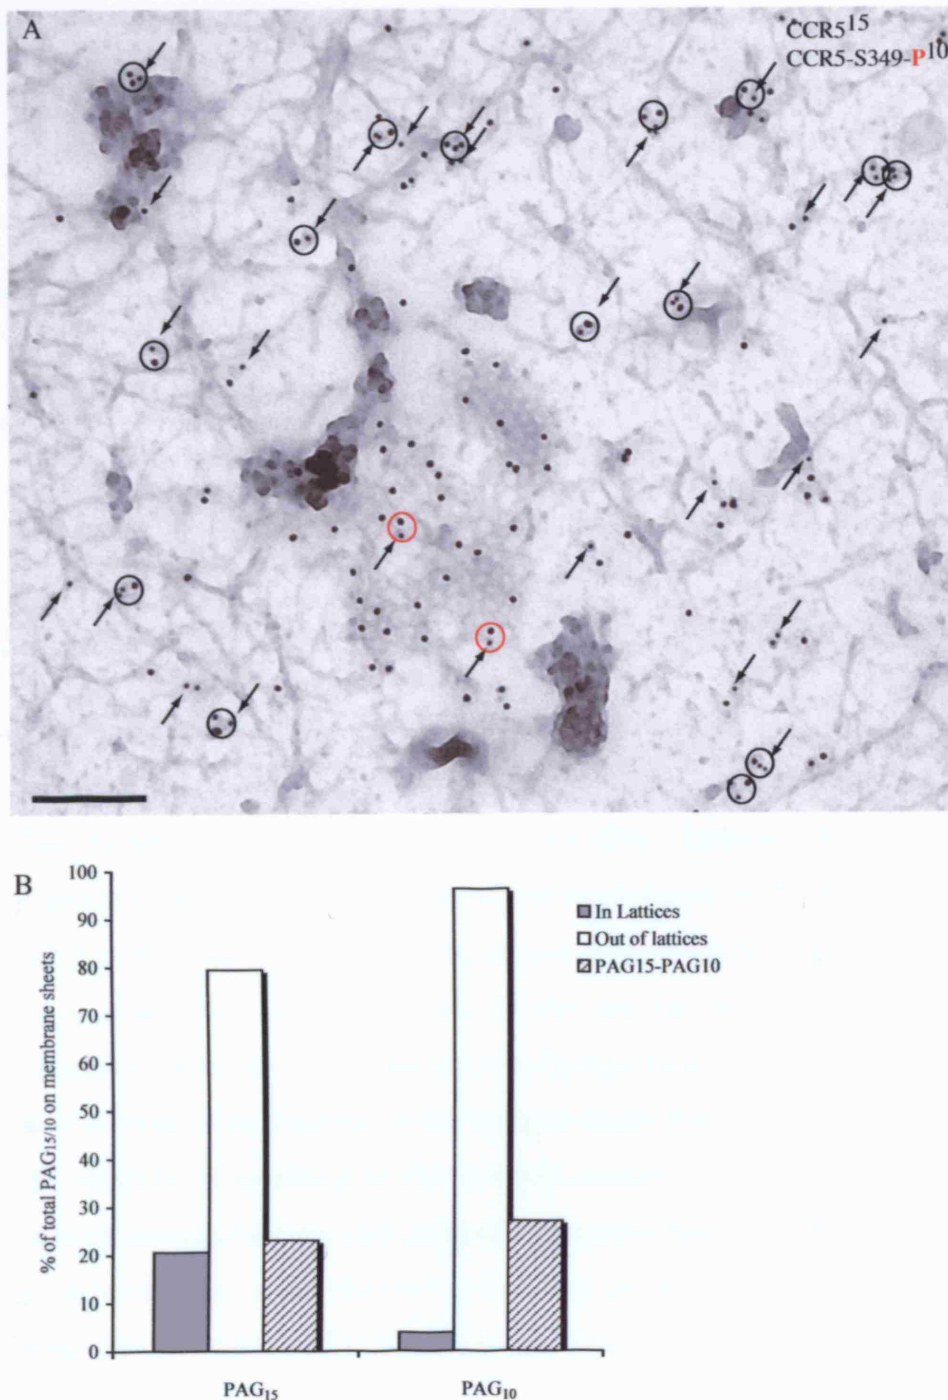 A
CCR5¹⁵
CCR5-S349-P¹⁰
B
% of total PAG₁₅/₁₀ on membrane sheets
100
90
80
70
60
50
40
30
20
10
0
In Lattices
Out of lattices
PAG15-PAG10
PAG₁₅
PAG₁₀